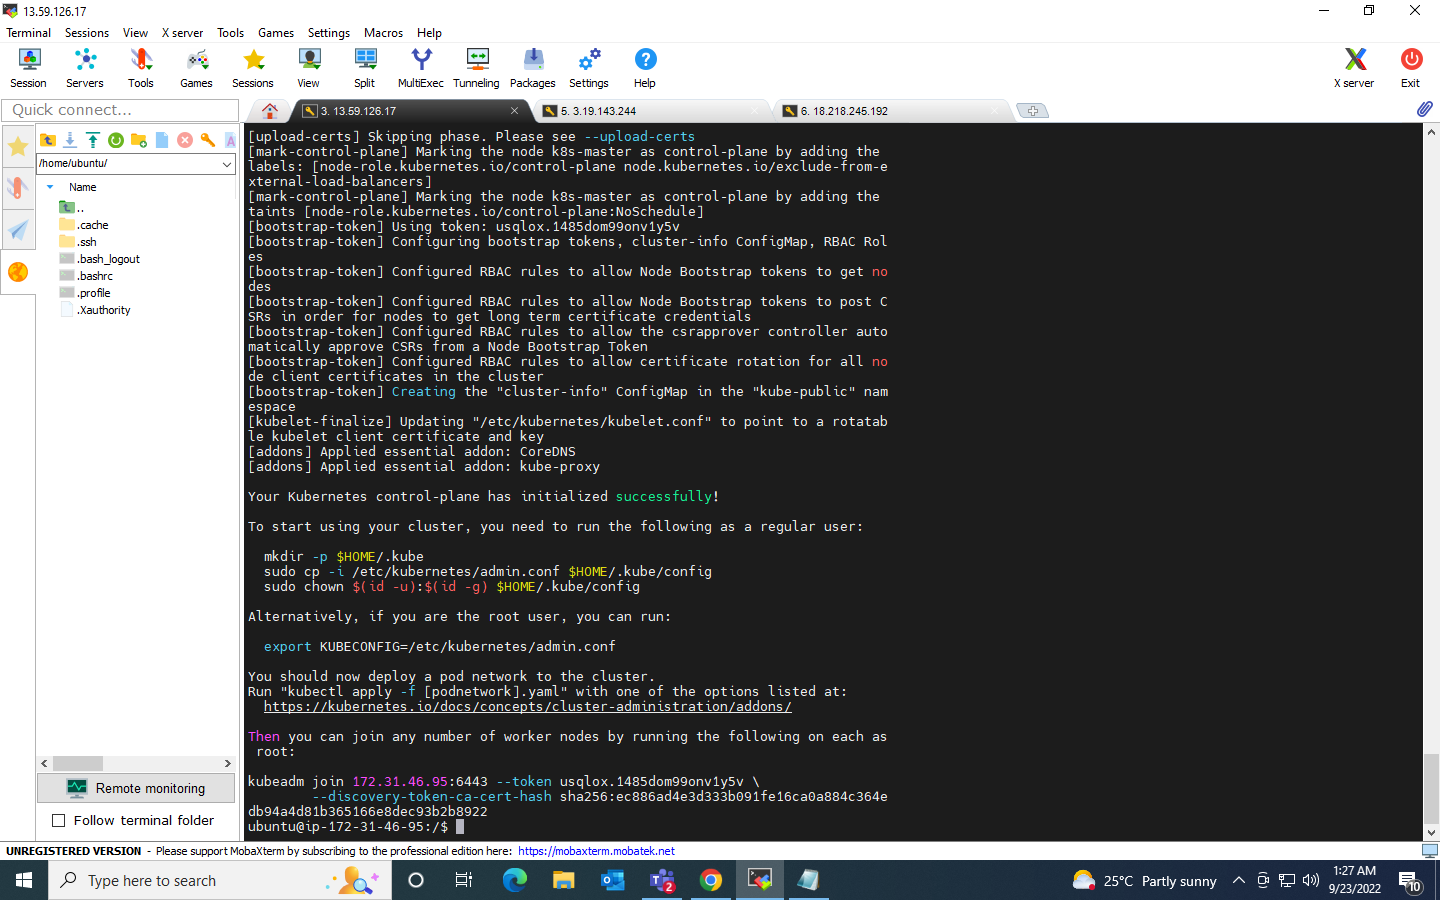 13.59.126.17
Terminal Sessions View X server Tools Games Settings Macros Help
Session Servers Tools Games Sessions View Split MultiExec Tunneling Packages Settings Help X server Exit
Quick connect...
3. 13.59.126.17
5. 3.19.143.244
6. 18.218.245.192
/home/ubuntu/
Name
..
.cache
.ssh
.bash_logout
.bashrc
.profile
.Xauthority
Remote monitoring
Follow terminal folder
[upload-certs] Skipping phase. Please see --upload-certs
[mark-control-plane] Marking the node k8s-master as control-plane by adding the
labels: [node-role.kubernetes.io/control-plane node.kubernetes.io/exclude-from-e
xternal-load-balancers]
[mark-control-plane] Marking the node k8s-master as control-plane by adding the
taints [node-role.kubernetes.io/control-plane:NoSchedule]
[bootstrap-token] Using token: usqlox.1485dom99onv1y5v
[bootstrap-token] Configuring bootstrap tokens, cluster-info ConfigMap, RBAC Rol
es
[bootstrap-token] Configured RBAC rules to allow Node Bootstrap tokens to get no
des
[bootstrap-token] Configured RBAC rules to allow Node Bootstrap tokens to post C
SRs in order for nodes to get long term certificate credentials
[bootstrap-token] Configured RBAC rules to allow the csrapprover controller auto
matically approve CSRs from a Node Bootstrap Token
[bootstrap-token] Configured RBAC rules to allow certificate rotation for all no
de client certificates in the cluster
[bootstrap-token] Creating the "cluster-info" ConfigMap in the "kube-public" nam
espace
[kubelet-finalize] Updating "/etc/kubernetes/kubelet.conf" to point to a rotatab
le kubelet client certificate and key
[addons] Applied essential addon: CoreDNS
[addons] Applied essential addon: kube-proxy
Your Kubernetes control-plane has initialized successfully!
To start using your cluster, you need to run the following as a regular user:
mkdir -p $HOME/.kube
sudo cp -i /etc/kubernetes/admin.conf $HOME/.kube/config
sudo chown $(id -u):$(id -g) $HOME/.kube/config
Alternatively, if you are the root user, you can run:
export KUBECONFIG=/etc/kubernetes/admin.conf
You should now deploy a pod network to the cluster.
Run "kubectl apply -f [podnetwork].yaml" with one of the options listed at:
https://kubernetes.io/docs/concepts/cluster-administration/addons/
Then you can join any number of worker nodes by running the following on each as
root:
kubeadm join 172.31.46.95:6443 --token usqlox.1485dom99onv1y5v \
--discovery-token-ca-cert-hash sha256:ec886ad4e3d333b091fe16ca0a884c364e
db94a4d81b365166e8dec93b2b8922
ubuntu@ip-172-31-46-95:/$
UNREGISTERED VERSION - Please support MobaXterm by subscribing to the professional edition here: https://mobaxterm.mobatek.net
Type here to search
2
25°C Partly sunny
1:27 AM
9/23/2022
10